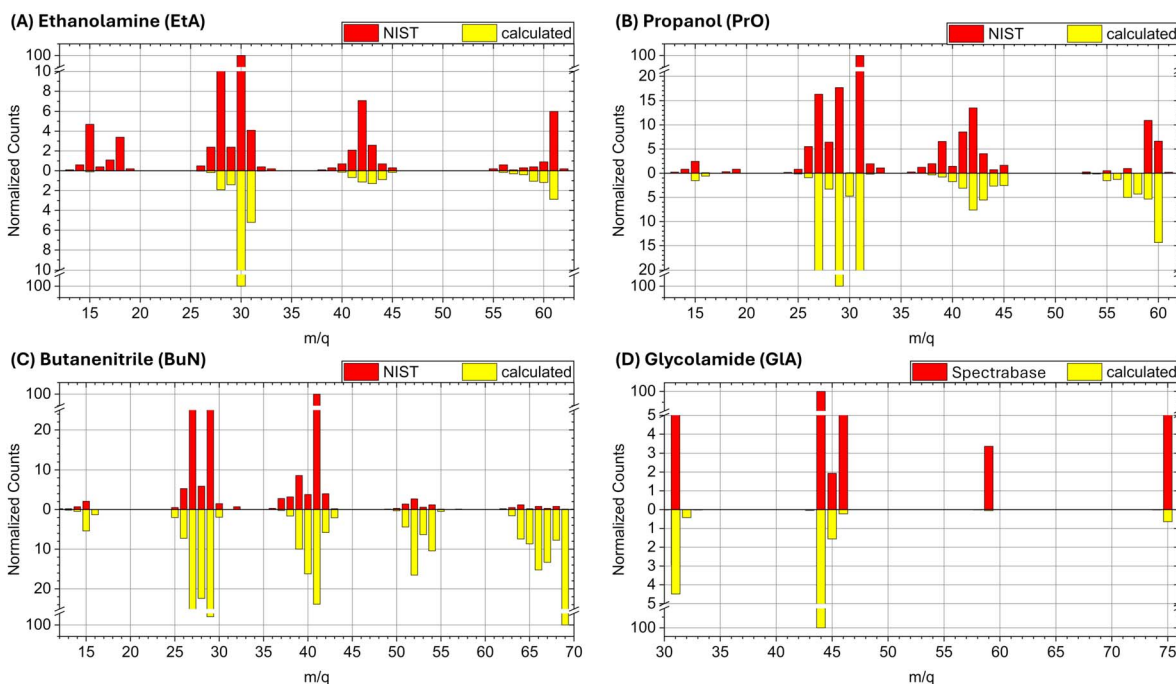 (A) Ethanolamine (EtA)
NIST calculated
100
10
8
6
4
2
0
2
4
6
8
10
100
Normalized Counts
15 20 25 30 35 40 45 50 55 60
m/q
(B) Propanol (PrO)
NIST calculated
100
20
15
10
5
0
5
10
15
20
100
Normalized Counts
15 20 25 30 35 40 45 50 55 60
m/q
(C) Butanenitrile (BuN)
NIST calculated
100
20
10
0
10
20
100
Normalized Counts
15 20 25 30 35 40 45 50 55 60 65 70
m/q
(D) Glycolamide (GlA)
Spectrabase calculated
100
5
4
3
2
1
0
1
2
3
4
5
100
Normalized Counts
30 35 40 45 50 55 60 65 70 75
m/q